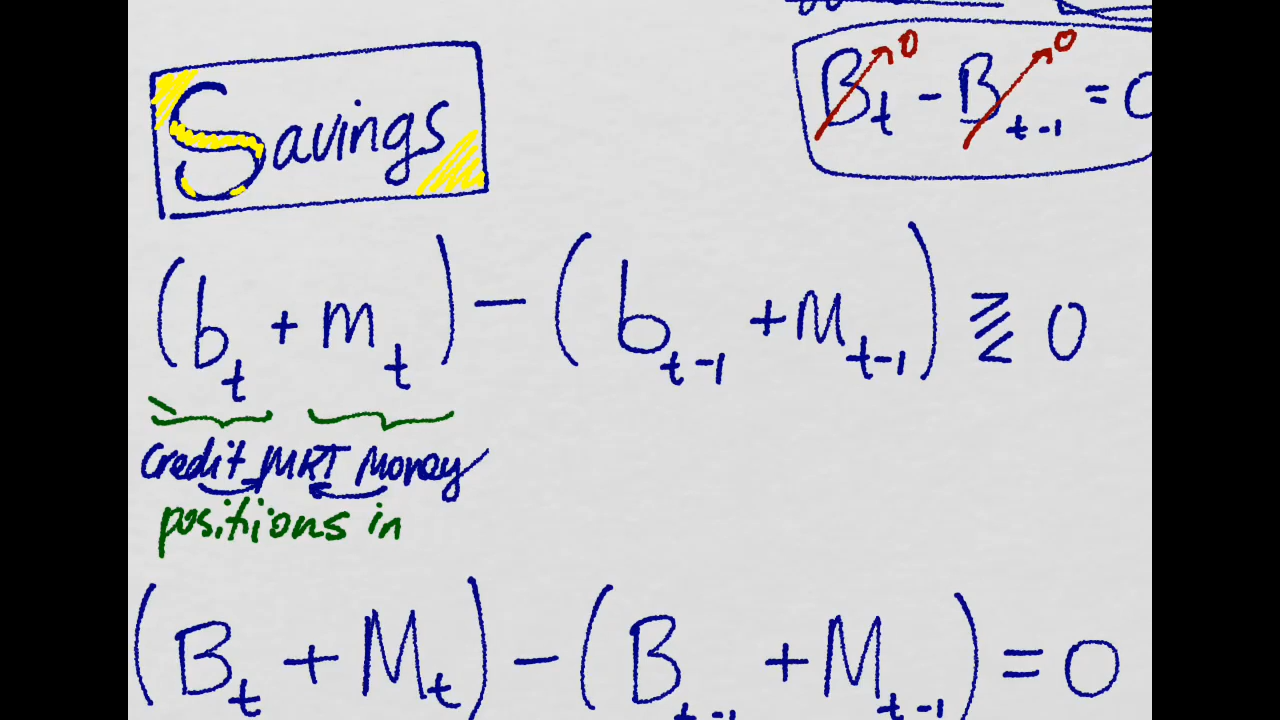 B_t^0 - B_{t-1}^0 = 0
Savings
(b_t + m_t) - (b_{t-1} + M_{t-1}) ⪌ 0
Credit MKT Money
positions in
(B_t + M_t) - (B_{t-1} + M_{t-1}) = 0